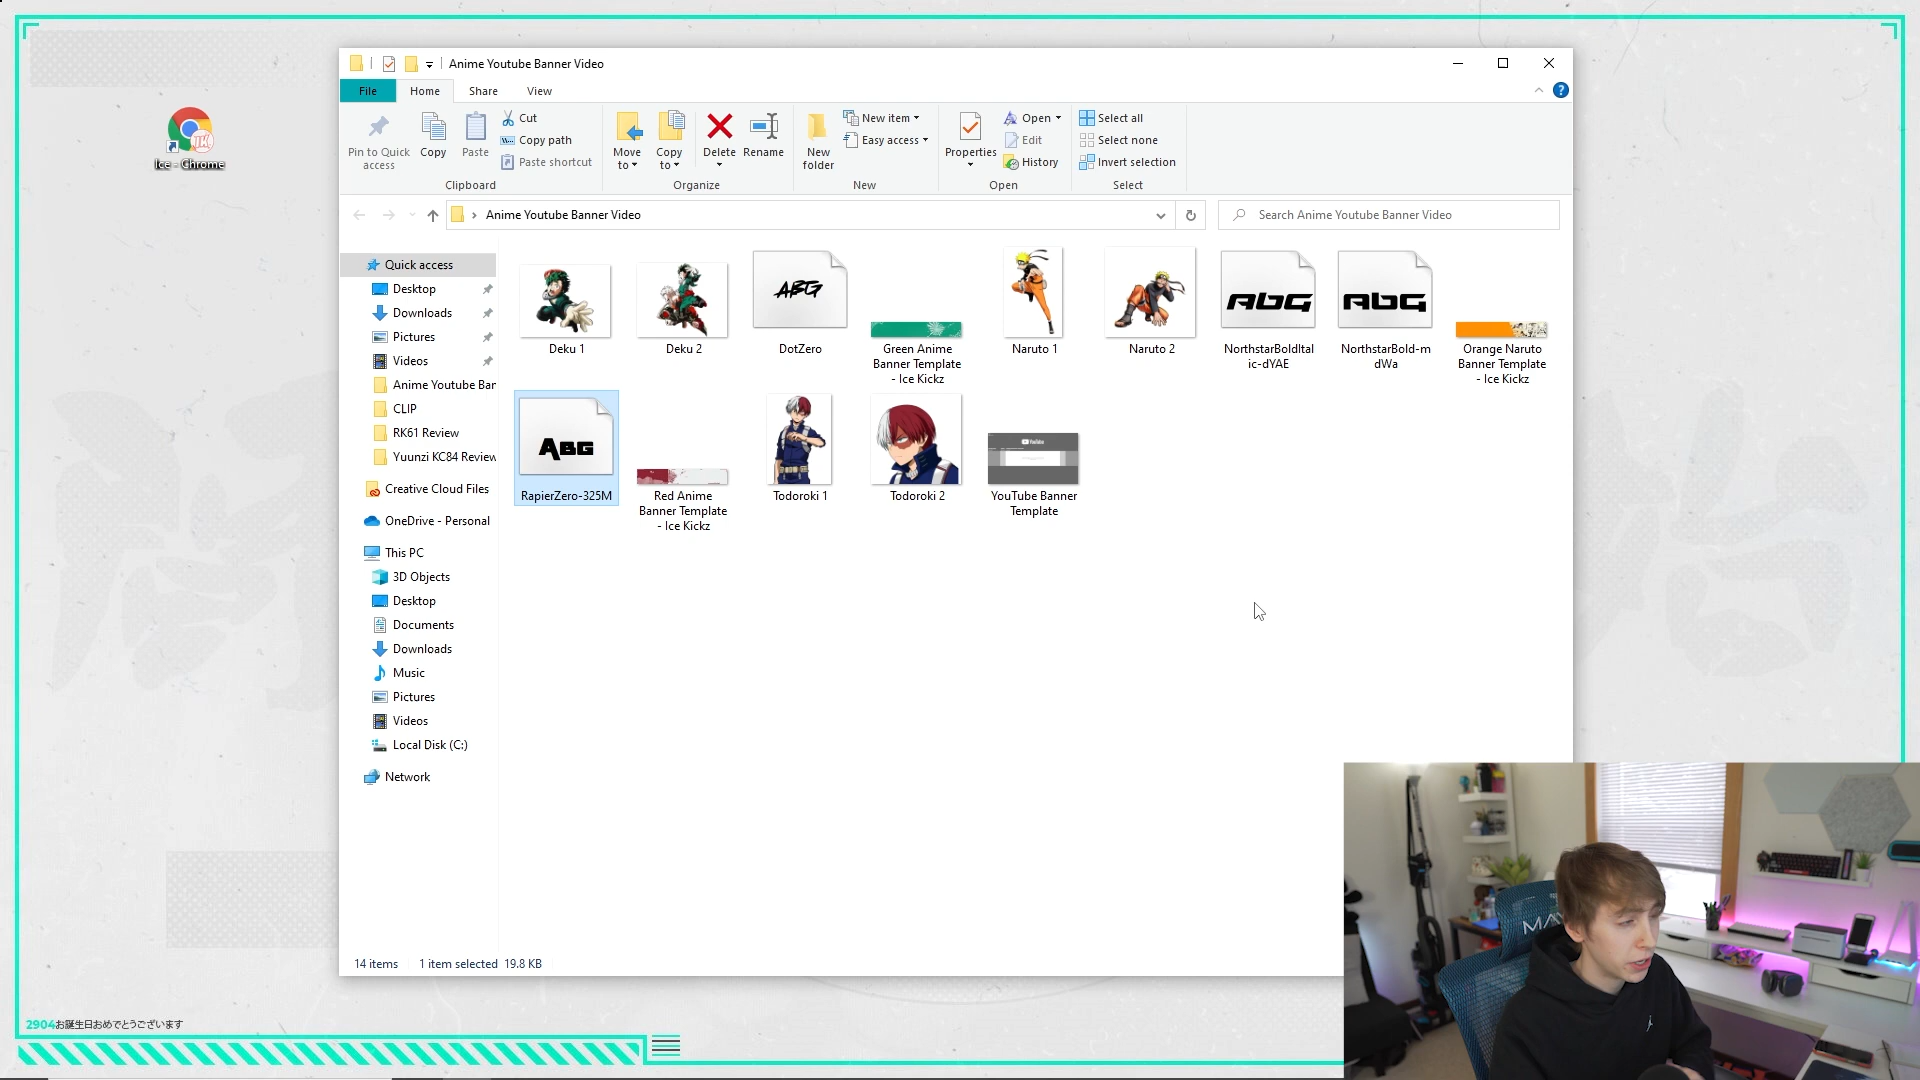 Anime Youtube Banner Video
File
Home
Share
View
Pin to Quick access
Copy
Paste
Cut
Copy path
Paste shortcut
Clipboard
Move to
Copy to
Delete
Rename
Organize
New folder
New item
Easy access
New
Properties
Open
Edit
History
Open
Select all
Select none
Invert selection
Select
Anime Youtube Banner Video
Search Anime Youtube Banner Video
Ice - Chrome
Quick access
Desktop
Downloads
Pictures
Videos
Anime Youtube Bar
CLIP
RK61 Review
Yuunzi KC84 Review
Creative Cloud Files
OneDrive - Personal
This PC
3D Objects
Desktop
Documents
Downloads
Music
Pictures
Videos
Local Disk (C:)
Network
ABG
AbG
AbG
Deku 1
Deku 2
DotZero
Green Anime
Banner Template
- Ice Kickz
Naruto 1
Naruto 2
NorthstarBoldItal
ic-dYAE
NorthstarBold-m
dWa
Orange Naruto
Banner Template
- Ice Kickz
ABG
YouTube
RapierZero-325M
Red Anime
Banner Template
- Ice Kickz
Todoroki 1
Todoroki 2
YouTube Banner
Template
14 items
1 item selected 19.8 KB
2904お誕生日おめでとうございます